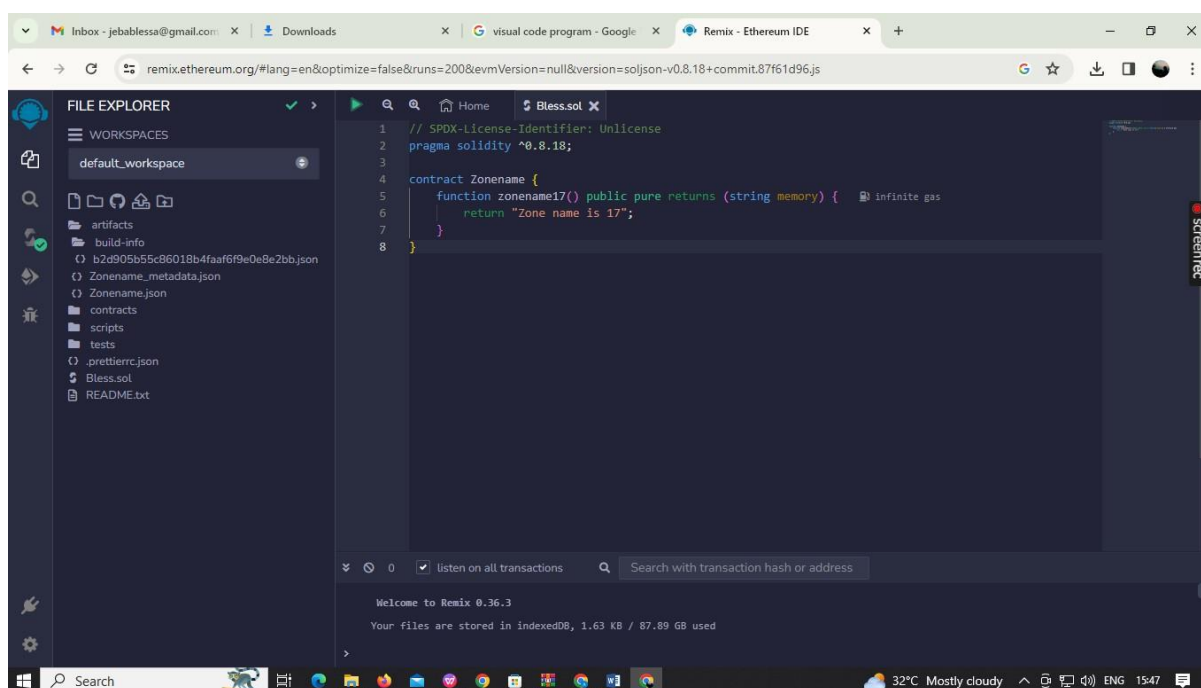 Inbox - jebablessa@gmail.com
Downloads
visual code program - Google
Remix - Ethereum IDE
remix.ethereum.org/#lang=en&optimize=false&runs=200&evmVersion=null&version=soljson-v0.8.18+commit.87f61d96.js
FILE EXPLORER
WORKSPACES
default_workspace
artifacts
build-info
b2d905b55c86018b4faaf6f9e0e8e2bb.json
Zonename_metadata.json
Zonename.json
contracts
scripts
tests
.prettierrc.json
Bless.sol
README.txt
Home
Bless.sol
1 // SPDX-License-Identifier: Unlicense
2 pragma solidity ^0.8.18;
3
4 contract Zonename {
5 function zonename17() public pure returns (string memory) { infinite gas
6 return "Zone name is 17";
7 }
8 }
screenrec
0 listen on all transactions
Search with transaction hash or address
Welcome to Remix 0.36.3
Your files are stored in indexedDB, 1.63 KB / 87.89 GB used
>
Search
32°C Mostly cloudy
ENG
15:47